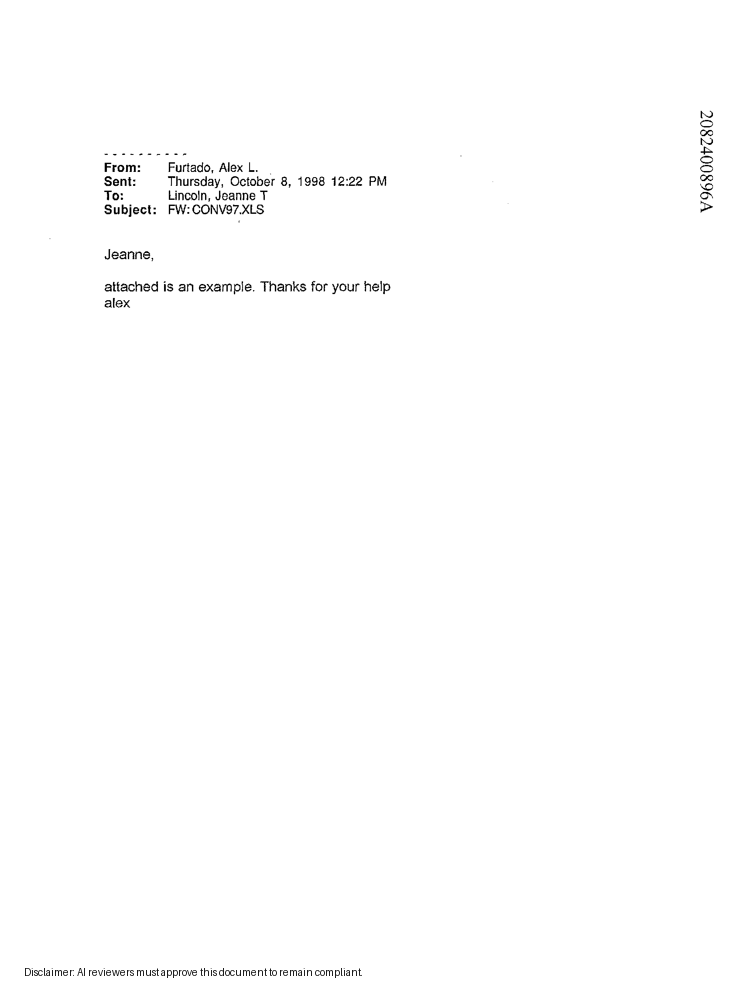 - - - - - - - - - -
From: Furtado, Alex L.
Sent: Thursday, October 8, 1998 12:22 PM
To: Lincoln, Jeanne T
Subject: FW: CONV97.XLS
Jeanne,
attached is an example. Thanks for your help
alex
2082400896A
Disclaimer: AI reviewers must approve this document to remain compliant.